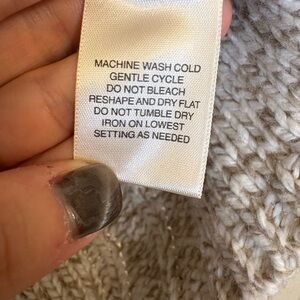 MACHINE WASH COLD
GENTLE CYCLE
DO NOT BLEACH
RESHAPE AND DRY FLAT
DO NOT TUMBLE DRY
IRON ON LOWEST
SETTING AS NEEDED